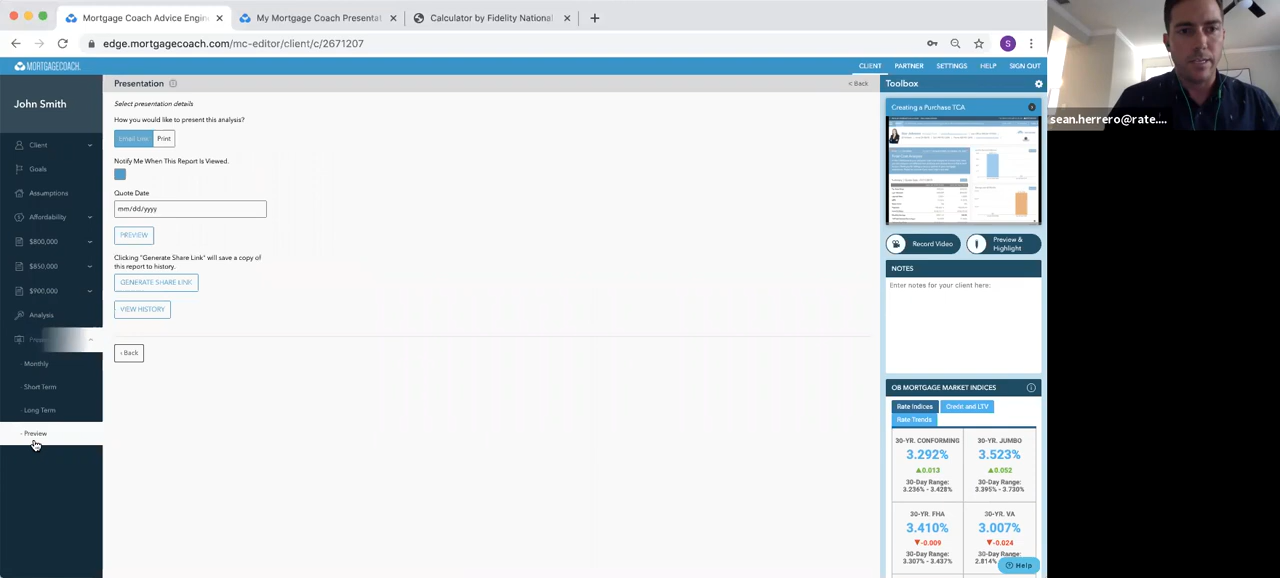 Mortgage Coach Advice Engin
My Mortgage Coach Presentat
Calculator by Fidelity National
edge.mortgagecoach.com/mc-editor/client/c/2671207
S
MORTGAGECOACH
CLIENT PARTNER SETTINGS HELP SIGN OUT
John Smith
Client
Goals
Assumptions
Affordability
$800,000
$850,000
$900,000
Analysis
Monthly
Short Term
Long Term
Preview
Presentation
< Back
Select presentation details
How you would like to present this analysis?
Email Link Print
Notify Me When This Report Is Viewed.
Quote Date
mm/dd/yyyy
PREVIEW
Clicking "Generate Share Link" will save a copy of
this report to history.
GENERATE SHARE LINK
VIEW HISTORY
‹ Back
Toolbox
Creating a Purchase TCA
Record Video
Preview &
Highlight
NOTES
Enter notes for your client here:
OB MORTGAGE MARKET INDICES
Rate Indices Credit and LTV
Rate Trends
30-YR. CONFORMING
3.292%
▲0.013
30-Day Range:
3.236% - 3.428%
30-YR. JUMBO
3.523%
▲0.052
30-Day Range:
3.395% - 3.730%
30-YR. FHA
3.410%
▼-0.009
30-Day Range:
3.307% - 3.437%
30-YR. VA
3.007%
▼-0.024
30-Day Range:
2.814%
Help
sean.herrero@rate....